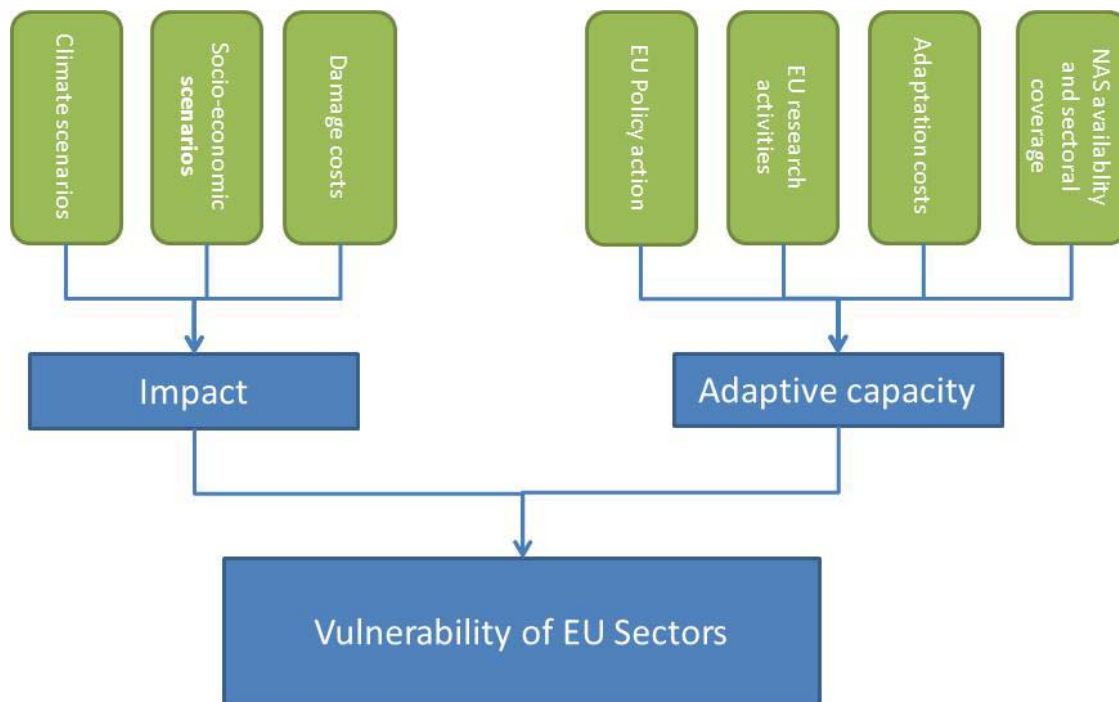 Climate scenarios
Socio-economic
scenarios
Damage costs
EU Policy action
EU research
activities
Adaptation costs
NAS availablity
and sectoral
coverage
Impact
Adaptive capacity
Vulnerability of EU Sectors